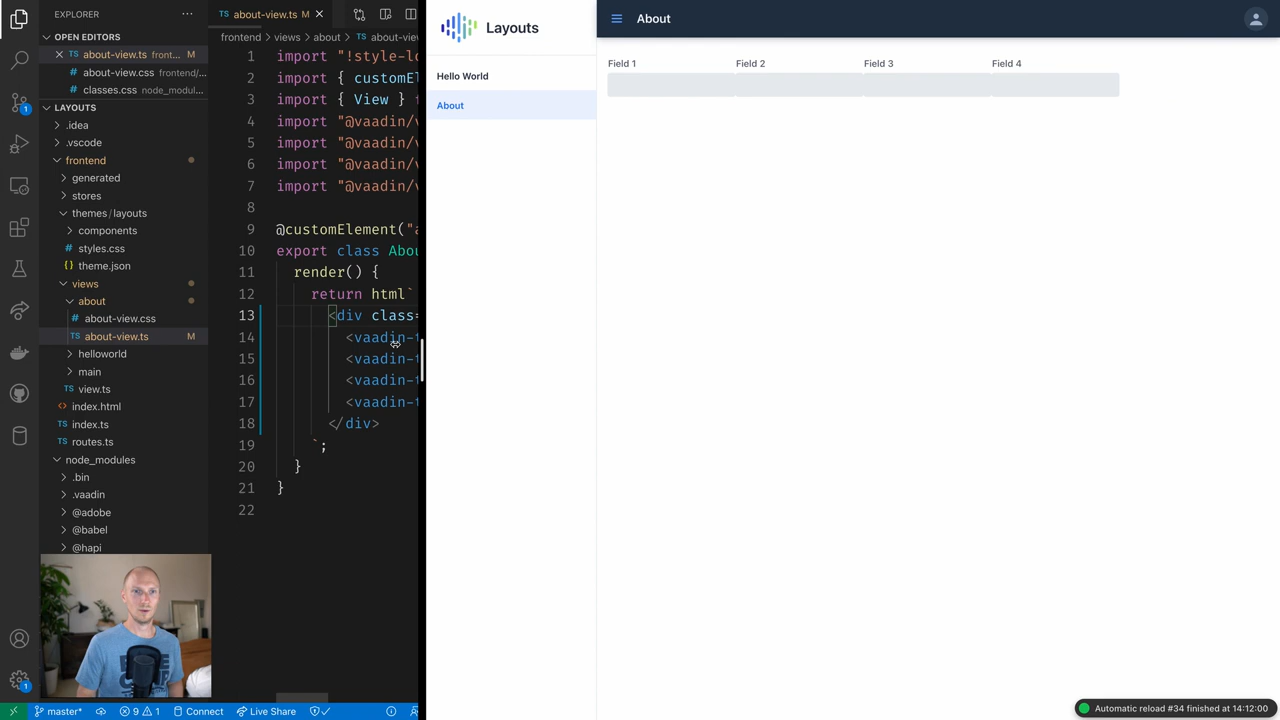 EXPLORER
OPEN EDITORS
about-view.ts front... M
about-view.css frontend/...
classes.css node_modul...
LAYOUTS
.idea
.vscode
frontend
generated
stores
themes / layouts
components
styles.css
theme.json
views
about
about-view.css
about-view.ts M
helloworld
main
view.ts
index.html
index.ts
routes.ts
node_modules
.bin
.vaadin
@adobe
@babel
@hapi
about-view.ts M
frontend > views > about > about-vie
1 import "!style-lo
2 import { customEl
3 import { View } f
4 import "@vaadin/v
5 import "@vaadin/v
6 import "@vaadin/v
7 import "@vaadin/v
8
9 @customElement("a
10 export class Abou
11 render() {
12 return html`
13 <div class=
14 <vaadin-t
15 <vaadin-t
16 <vaadin-t
17 <vaadin-t
18 </div>
19 `;
20 }
21 }
22
master* 9 1 Connect Live Share
Layouts
Hello World
About
About
Field 1 Field 2 Field 3 Field 4
Automatic reload #34 finished at 14:12:00